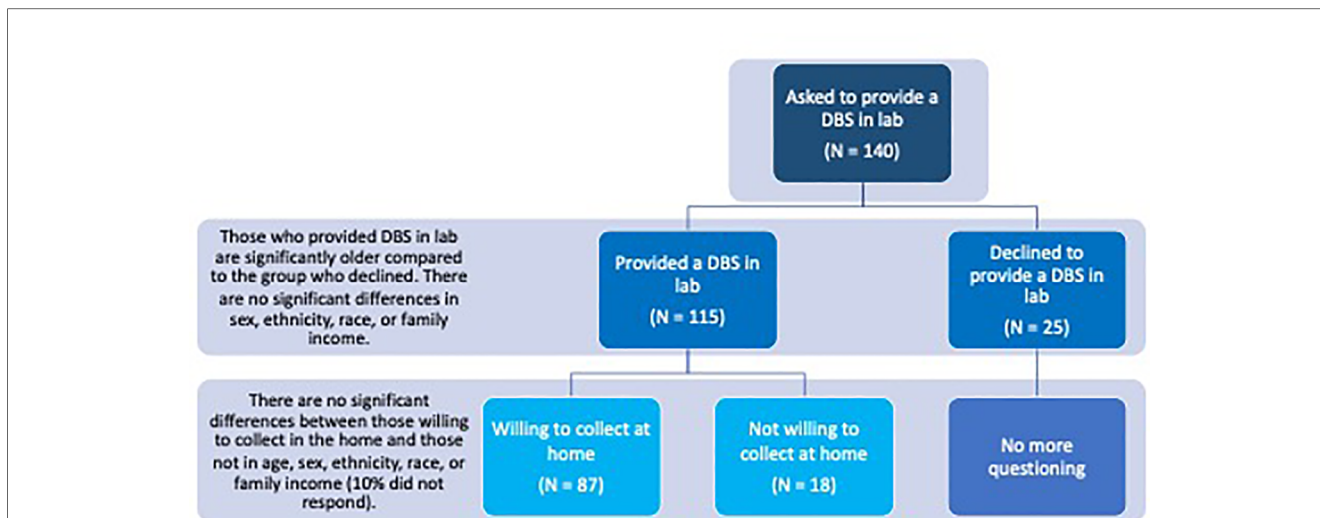 Asked to provide a
DBS in lab
(N = 140)
Those who provided DBS in lab
are significantly older compared
to the group who declined. There
are no significant differences in
sex, ethnicity, race, or family
income.
Provided a DBS in
lab
(N = 115)
Declined to
provide a DBS in
lab
(N = 25)
There are no significant
differences between those willing
to collect in the home and those
not in age, sex, ethnicity, race, or
family income (10% did not
respond).
Willing to collect at
home
(N = 87)
Not willing to
collect at home
(N = 18)
No more
questioning